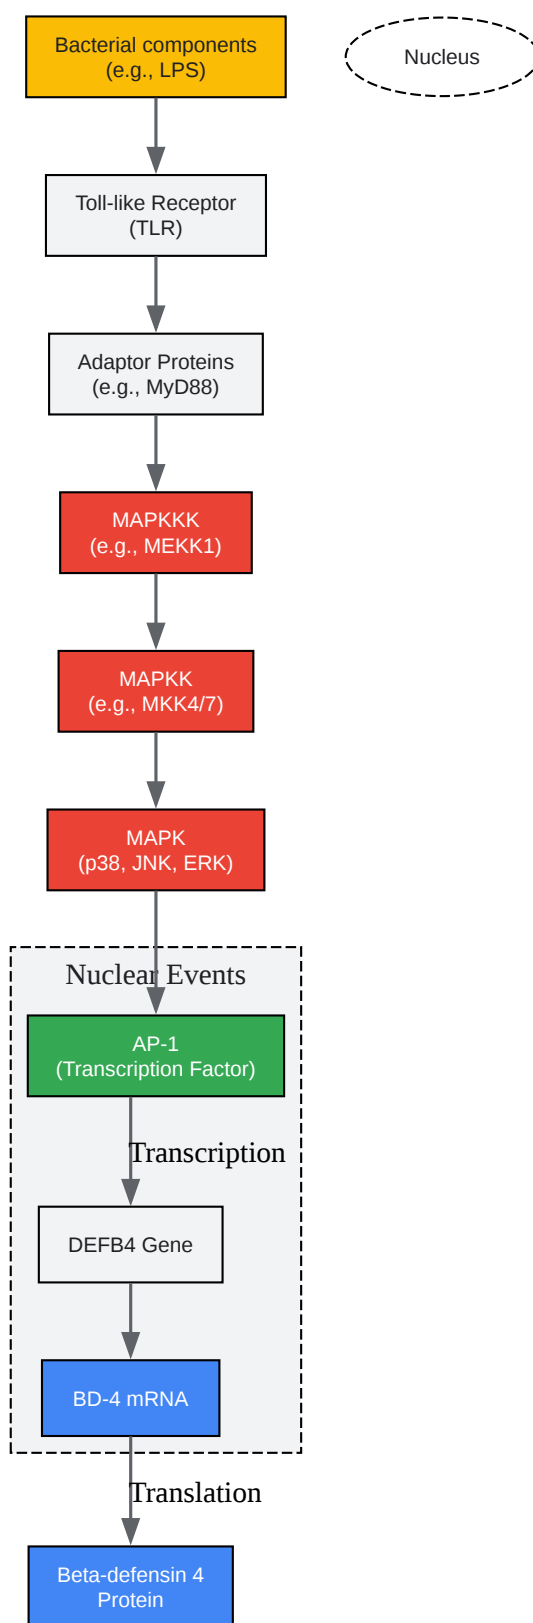 Bacterial components
(e.g., LPS)
Nucleus
Toll-like Receptor
(TLR)
Adaptor Proteins
(e.g., MyD88)
MAPKKK
(e.g., MEKK1)
MAPKK
(e.g., MKK4/7)
MAPK
(p38, JNK, ERK)
Nuclear Events
AP-1
(Transcription Factor)
Transcription
DEFB4 Gene
BD-4 mRNA
Translation
Beta-defensin 4
Protein